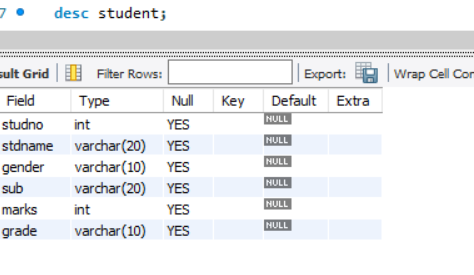 7 desc student;
sult Grid Filter Rows: Export: Wrap Cell Con
Field Type Null Key Default Extra
studno int YES NULL
stdname varchar(20) YES NULL
gender varchar(10) YES NULL
sub varchar(20) YES NULL
marks int YES NULL
grade varchar(10) YES NULL